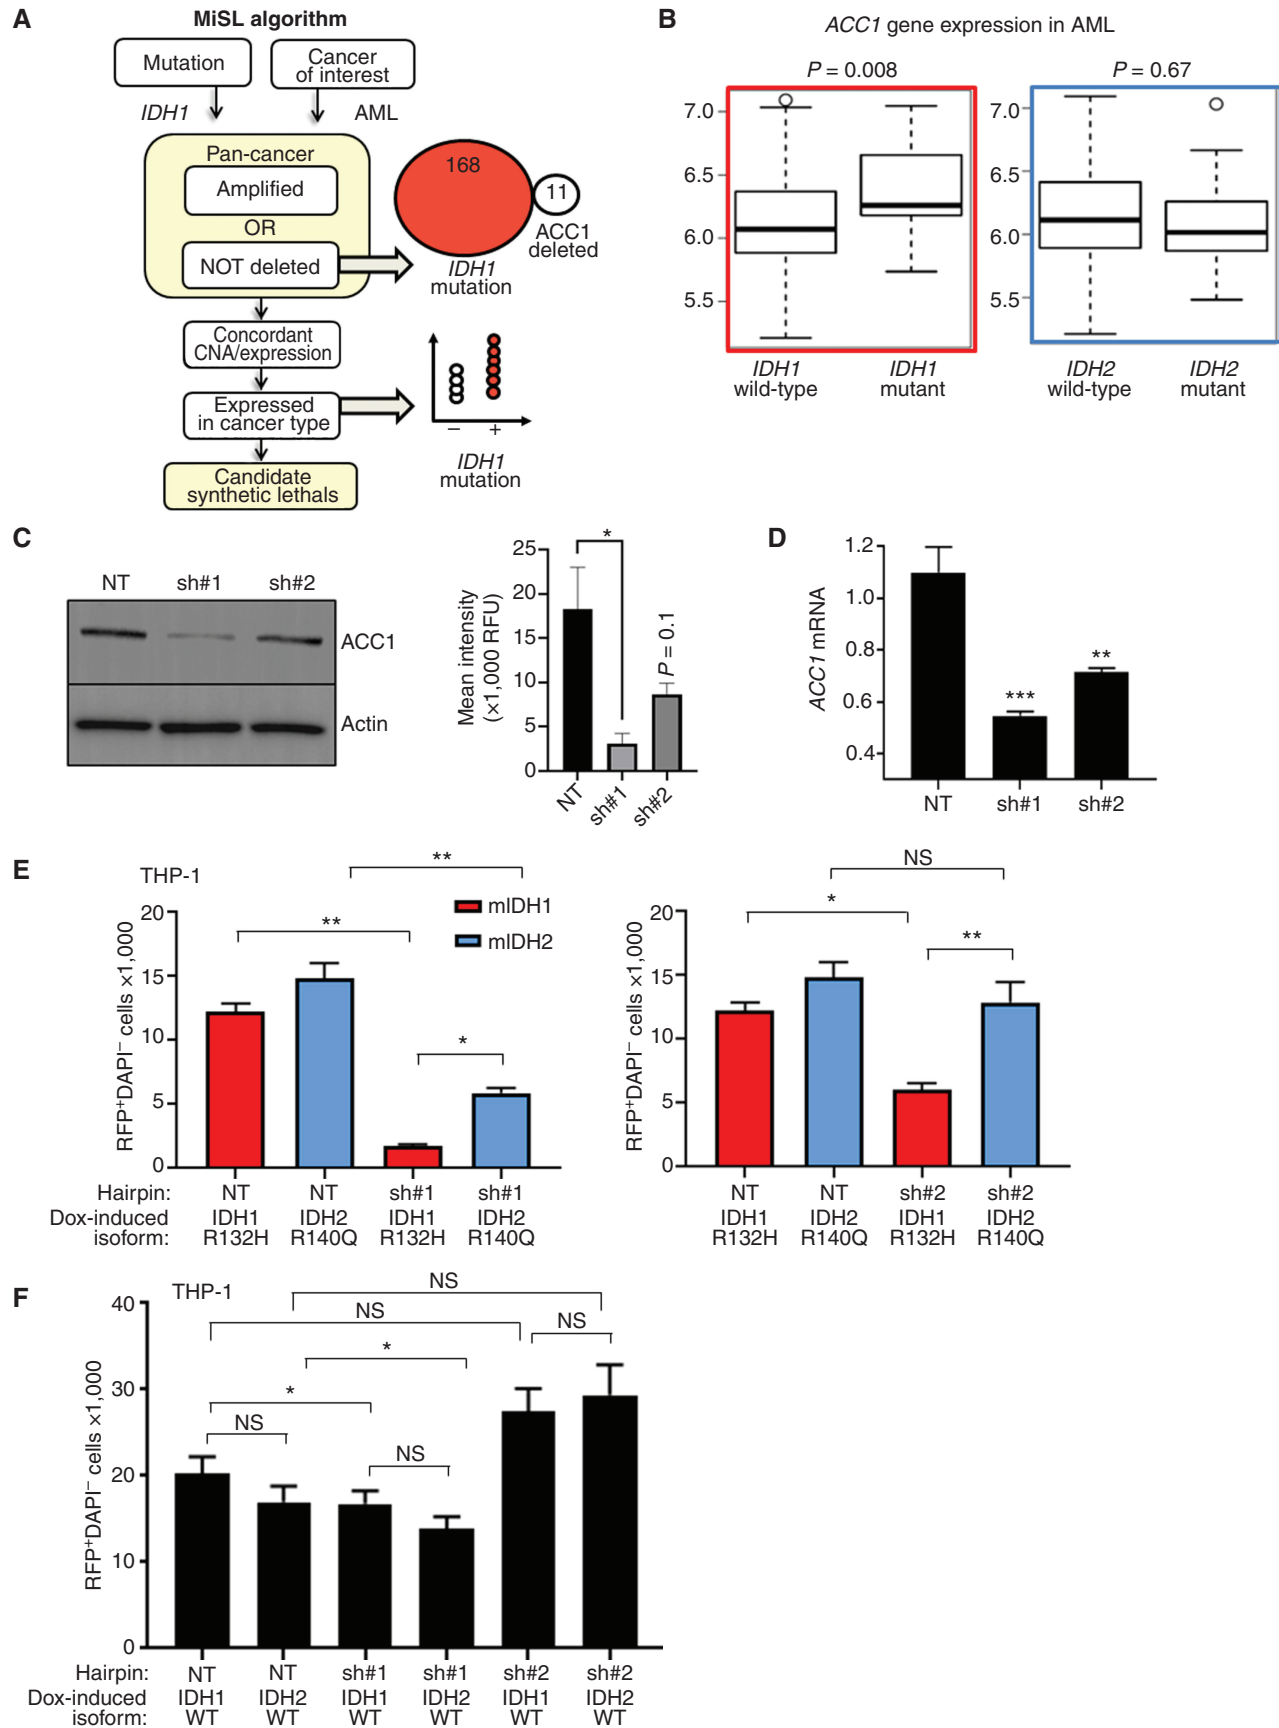 A
MiSL algorithm
Mutation
Cancer
of interest
IDH1
AML
Pan-cancer
Amplified
OR
NOT deleted
168
11
ACC1
deleted
IDH1
mutation
Concordant
CNA/expression
Expressed
in cancer type
Candidate
synthetic lethals
– +
IDH1
mutation
B
ACC1 gene expression in AML
P = 0.008
7.0
6.5
6.0
5.5
IDH1
wild-type
IDH1
mutant
P = 0.67
7.0
6.5
6.0
5.5
IDH2
wild-type
IDH2
mutant
C
NT sh#1 sh#2
ACC1
Actin
Mean intensity
(×1,000 RFU)
25
20
15
10
5
0
*
P = 0.1
NT sh#1 sh#2
D
ACC1 mRNA
1.2
1.0
0.8
0.6
0.4
***
**
NT sh#1 sh#2
E
THP-1
RFP+DAPI– cells ×1,000
20
15
10
5
0
**
**
*
mIDH1
mIDH2
Hairpin: NT NT sh#1 sh#1
Dox-induced IDH1 IDH2 IDH1 IDH2
isoform: R132H R140Q R132H R140Q
RFP+DAPI– cells ×1,000
20
15
10
5
0
NS
*
**
NT NT sh#2 sh#2
IDH1 IDH2 IDH1 IDH2
R132H R140Q R132H R140Q
F
THP-1
RFP+DAPI– cells ×1,000
40
30
20
10
0
NS
NS
NS
*
*
NS
NS
Hairpin: NT NT sh#1 sh#1 sh#2 sh#2
Dox-induced IDH1 IDH2 IDH1 IDH2 IDH1 IDH2
isoform: WT WT WT WT WT WT